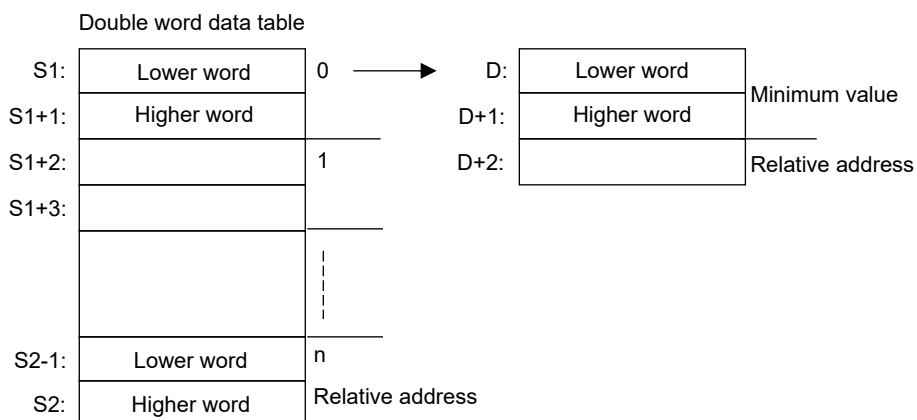 Double word data table
S1: Lower word 0 D: Lower word
S1+1: Higher word D+1: Higher word Minimum value
S1+2: 1 D+2: Relative address
S1+3:
S2-1: Lower word n
S2: Higher word Relative address